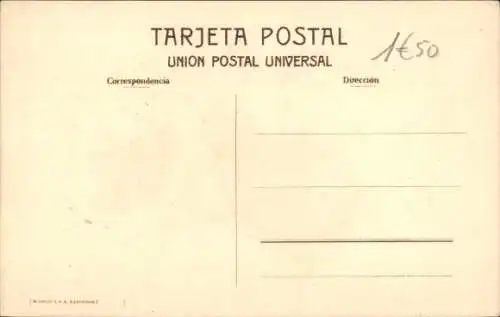 TARJETA POSTAL
1€50
UNION POSTAL UNIVERSAL
Correspondencia
Dirección